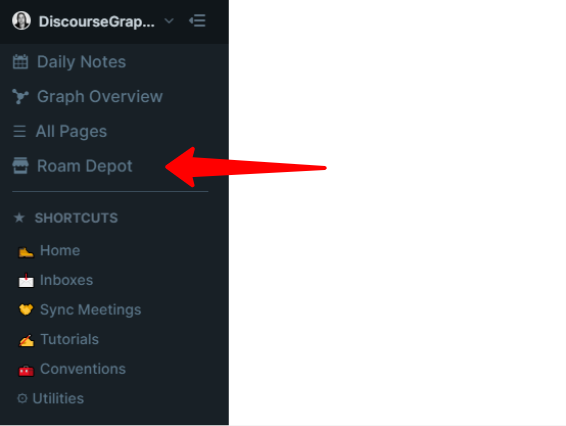 DiscourseGrap...
Daily Notes
Graph Overview
All Pages
Roam Depot
SHORTCUTS
Home
Inboxes
Sync Meetings
Tutorials
Conventions
Utilities